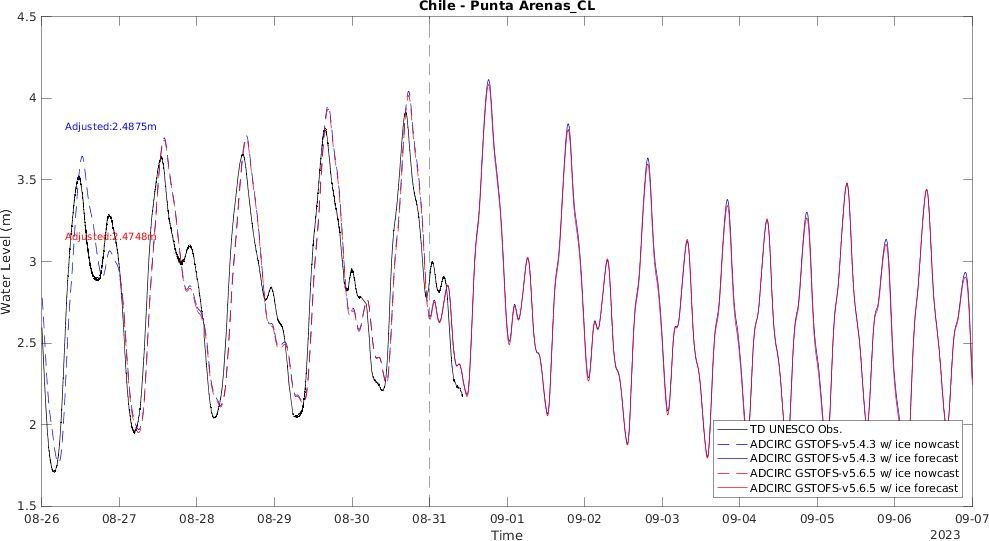 Chile - Punta Arenas_CL
4.5
4
3.5
3
2.5
2
1.5
Water Level (m)
Adjusted:2.4875m
Adjusted:2.4748m
TD UNESCO Obs.
ADCIRC GSTOFS-v5.4.3 w/ ice nowcast
ADCIRC GSTOFS-v5.4.3 w/ ice forecast
ADCIRC GSTOFS-v5.6.5 w/ ice nowcast
ADCIRC GSTOFS-v5.6.5 w/ ice forecast
08-26 08-27 08-28 08-29 08-30 08-31 09-01 09-02 09-03 09-04 09-05 09-06 09-07
Time
2023